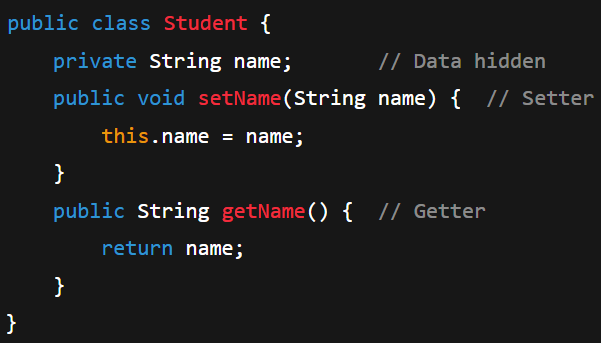 public class Student {
    private String name;       // Data hidden
    public void setName(String name) {  // Setter
        this.name = name;
    }
    public String getName() {  // Getter
        return name;
    }
}